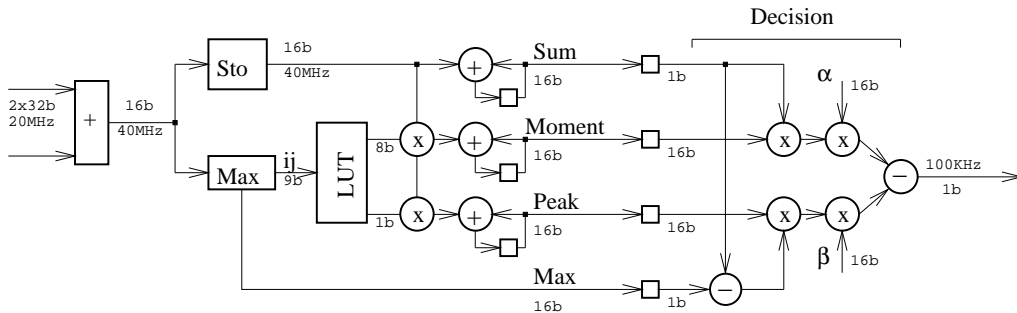 Decision
16b
Sum
Sto
40MHz
16b
1b
α
16b
2x32b
20MHz
+
16b
40MHz
+
Moment
ij
9b
Max
LUT
8b
x
+
16b
16b
x
x
100KHz
1b
−
Peak
1b
x
+
16b
16b
x
x
β
16b
Max
16b
1b
−